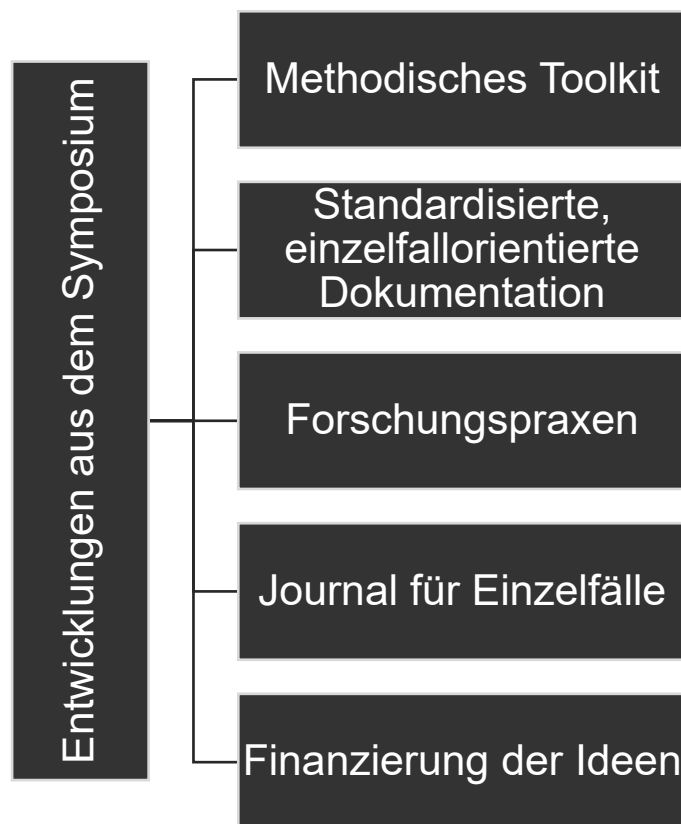 Entwicklungen aus dem Symposium
Methodisches Toolkit
Standardisierte,
einzelfallorientierte
Dokumentation
Forschungspraxen
Journal für Einzelfälle
Finanzierung der Ideen